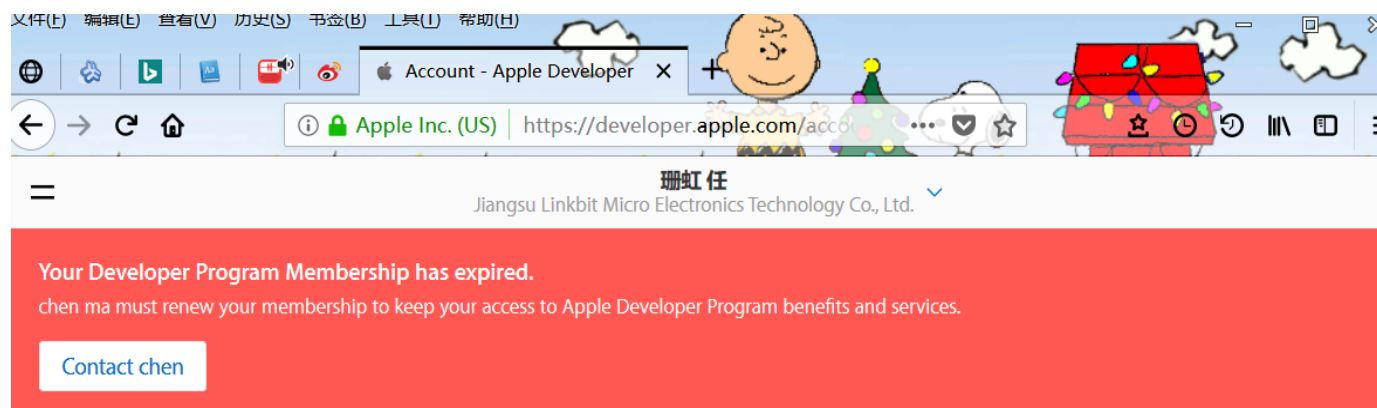 文件(F) 编辑(E) 查看(V) 历史(S) 书签(B) 工具(T) 帮助(H)
Account - Apple Developer
Apple Inc. (US) https://developer.apple.com/acco
珊虹 任
Jiangsu Linkbit Micro Electronics Technology Co., Ltd.
Your Developer Program Membership has expired.
chen ma must renew your membership to keep your access to Apple Developer Program benefits and services.
Contact chen